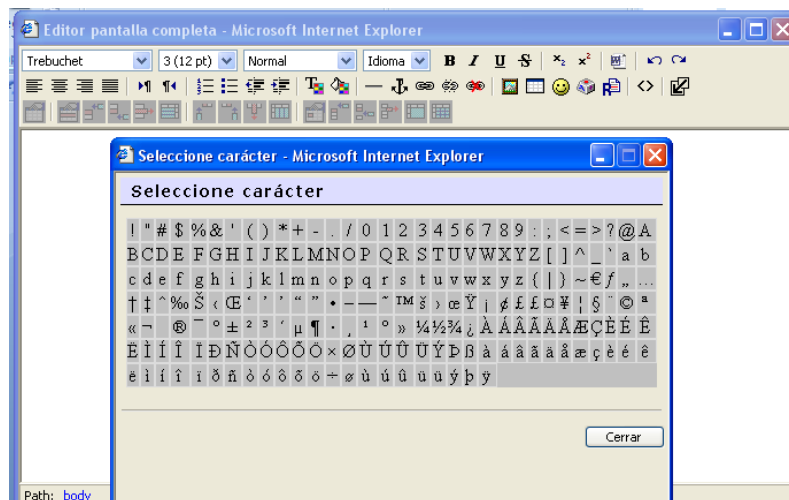 Editor pantalla completa - Microsoft Internet Explorer
Trebuchet 3 (12 pt) Normal Idioma B I U S x₂ x²
Seleccione carácter - Microsoft Internet Explorer
Seleccione carácter
! " # $ % & ' ( ) * + - . / 0 1 2 3 4 5 6 7 8 9 : ; < = > ? @ A
B C D E F G H I J K L M N O P Q R S T U V W X Y Z [ ] ^ _ ` a b
c d e f g h i j k l m n o p q r s t u v w x y z { | } ~ € ƒ „ …
† ‡ ˆ ‰ Š ‹ Œ ‘ ’ ‘ “ ” • – — ˜ ™ š › œ Ÿ ¡ ¢ £ £ ¤ ¥ ¦ § ¨ © ª
« ¬ ® ¯ ° ± ² ³ ´ µ ¶ · ¸ ¹ º » ¼ ½ ¾ ¿ À Á Â Ã Ä Å Æ Ç È É Ê
Ë Ì Í Î Ï Ð Ñ Ò Ó Ô Õ Ö × Ø Ù Ú Û Ü Ý Þ ß à á â ã ä å æ ç è é ê
ë ì í î ï ð ñ ò ó ô õ ö ÷ ø ù ú û ü ü ý þ ÿ
Cerrar
Path: body